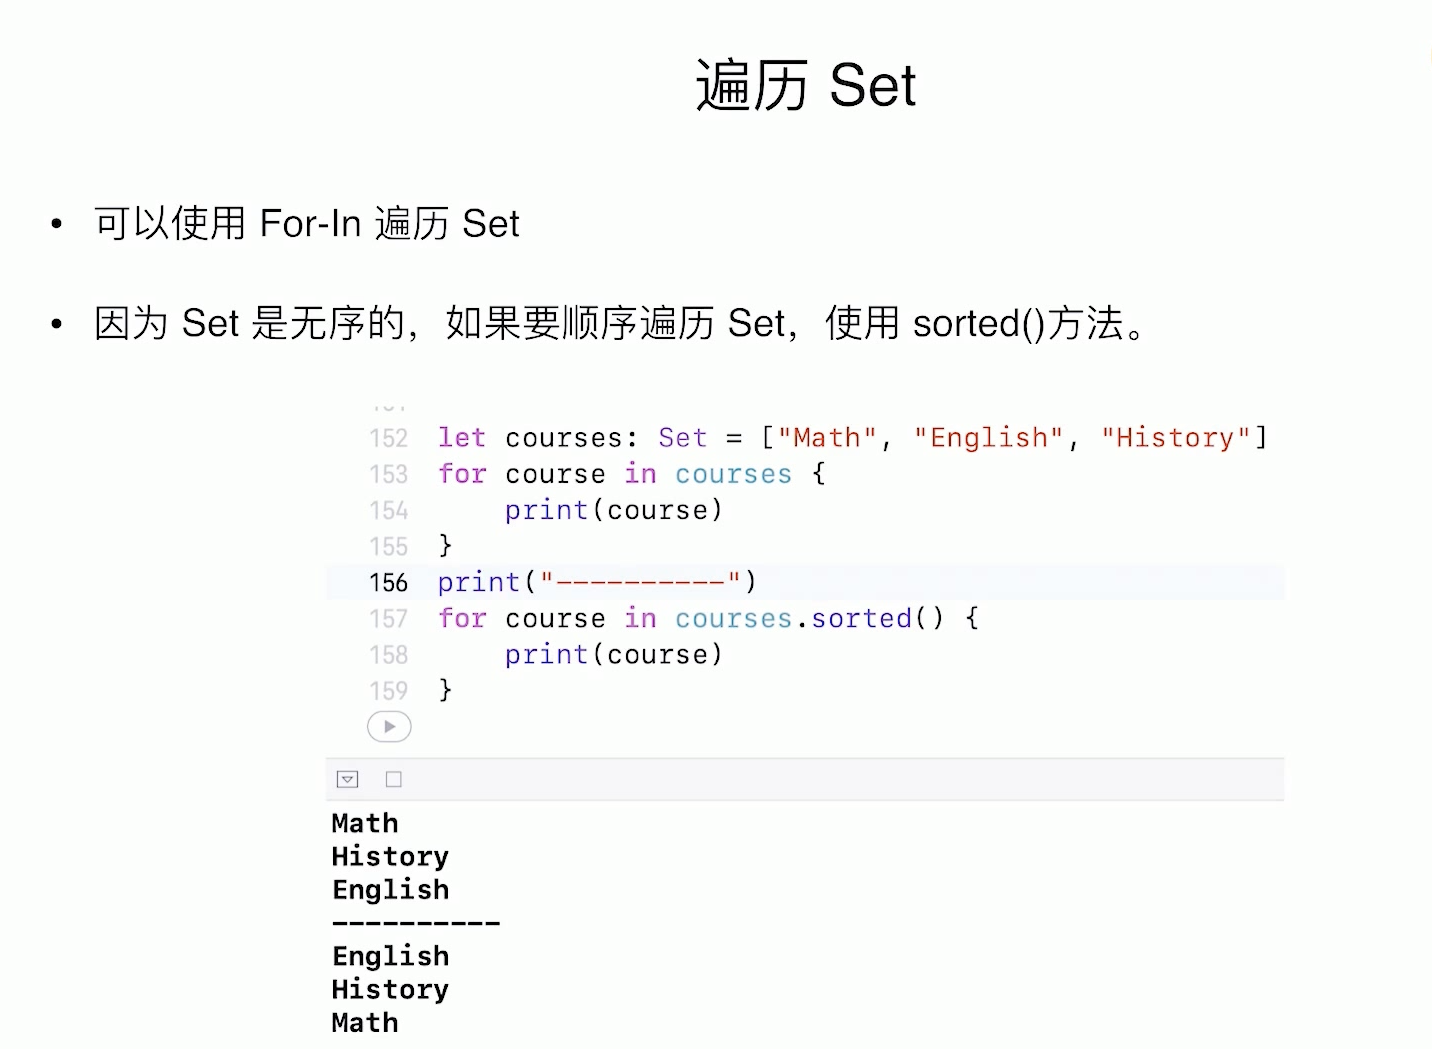 遍历 Set
• 可以使用 For-In 遍历 Set
• 因为 Set 是无序的，如果要顺序遍历 Set，使用 sorted()方法。
152 let courses: Set = ["Math", "English", "History"]
153 for course in courses {
154     print(course)
155 }
156 print("----------")
157 for course in courses.sorted() {
158     print(course)
159 }
Math
History
English
----------
English
History
Math